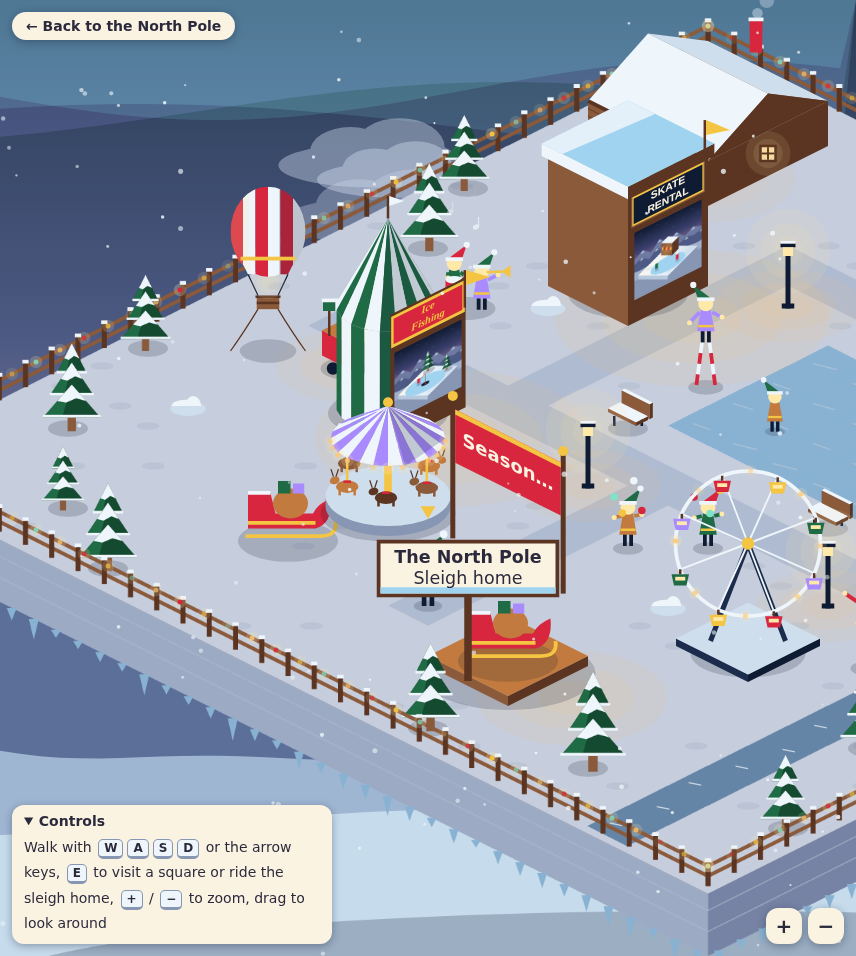 ← Back to the North Pole
SKATE
RENTAL
Ice
Fishing
Season...
The North Pole
Sleigh home
▼ Controls
Walk with W A S D or the arrow
keys, E to visit a square or ride the
sleigh home, + / − to zoom, drag to
look around
+ −